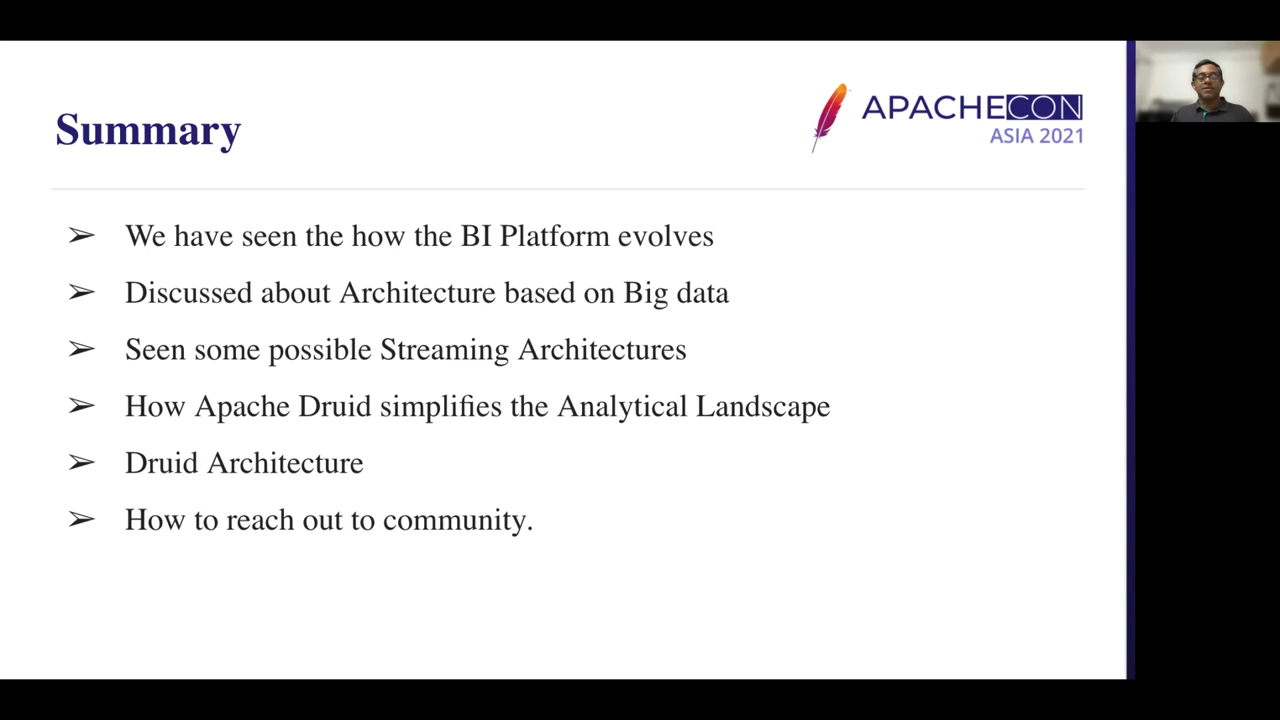 Summary
APACHECON
ASIA 2021
➢ We have seen the how the BI Platform evolves
➢ Discussed about Architecture based on Big data
➢ Seen some possible Streaming Architectures
➢ How Apache Druid simplifies the Analytical Landscape
➢ Druid Architecture
➢ How to reach out to community.